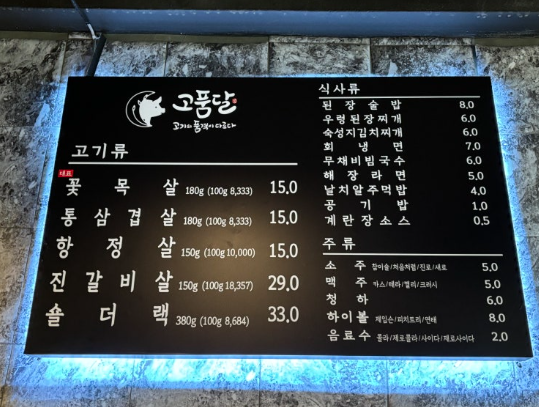 고품달
고기의 품격이 다르다
고기류
대표
꽃목살 180g (100g 8,333) 15,0
통삼겹살 180g (100g 8,333) 15,0
항정살 150g (100g 10,000) 15,0
진갈비살 150g (100g 18,357) 29,0
숄더랙 380g (100g 8,684) 33,0
식사류
된장술밥 8,0
우렁된장찌개 6,0
숙성지김치찌개 6,0
회냉면 7,0
무채비빔국수 6,0
해장라면 5,0
날치알주먹밥 4,0
공기밥 1,0
계란장소스 0,5
주류
소주 참이슬/처음처럼/진로/새로 5,0
맥주 카스/테라/켈리/크러시 5,0
청하 6,0
하이볼 제임슨/피치트리/연태 8,0
음료수 콜라/제로콜라/사이다/제로사이다 2,0